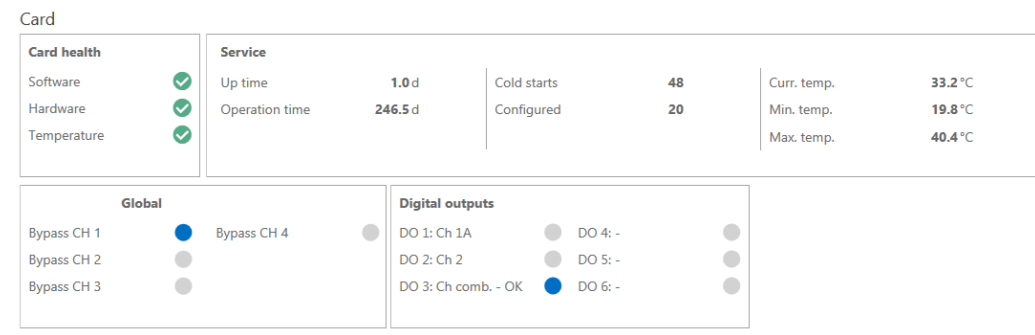 Card
Card health
Software
Hardware
Temperature
Service
Up time 1.0 d
Operation time 246.5 d
Cold starts 48
Configured 20
Curr. temp. 33.2 °C
Min. temp. 19.8 °C
Max. temp. 40.4 °C
Global
Bypass CH 1
Bypass CH 2
Bypass CH 3
Bypass CH 4
Digital outputs
DO 1: Ch 1A
DO 2: Ch 2
DO 3: Ch comb. - OK
DO 4: -
DO 5: -
DO 6: -